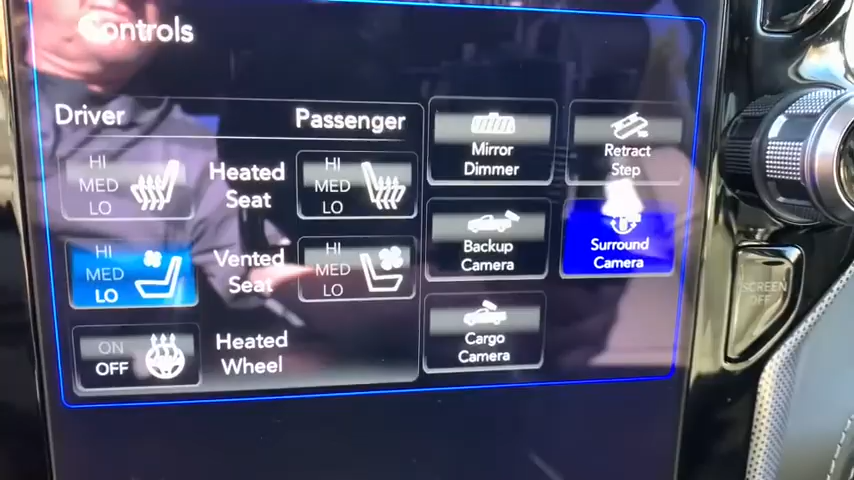 Controls
Driver
Passenger
HI
MED
LO
Heated
Seat
HI
MED
LO
HI
MED
LO
Vented
Seat
HI
MED
LO
ON
OFF
Heated
Wheel
Mirror
Dimmer
Retract
Step
Backup
Camera
Surround
Camera
Cargo
Camera
SCREEN
OFF